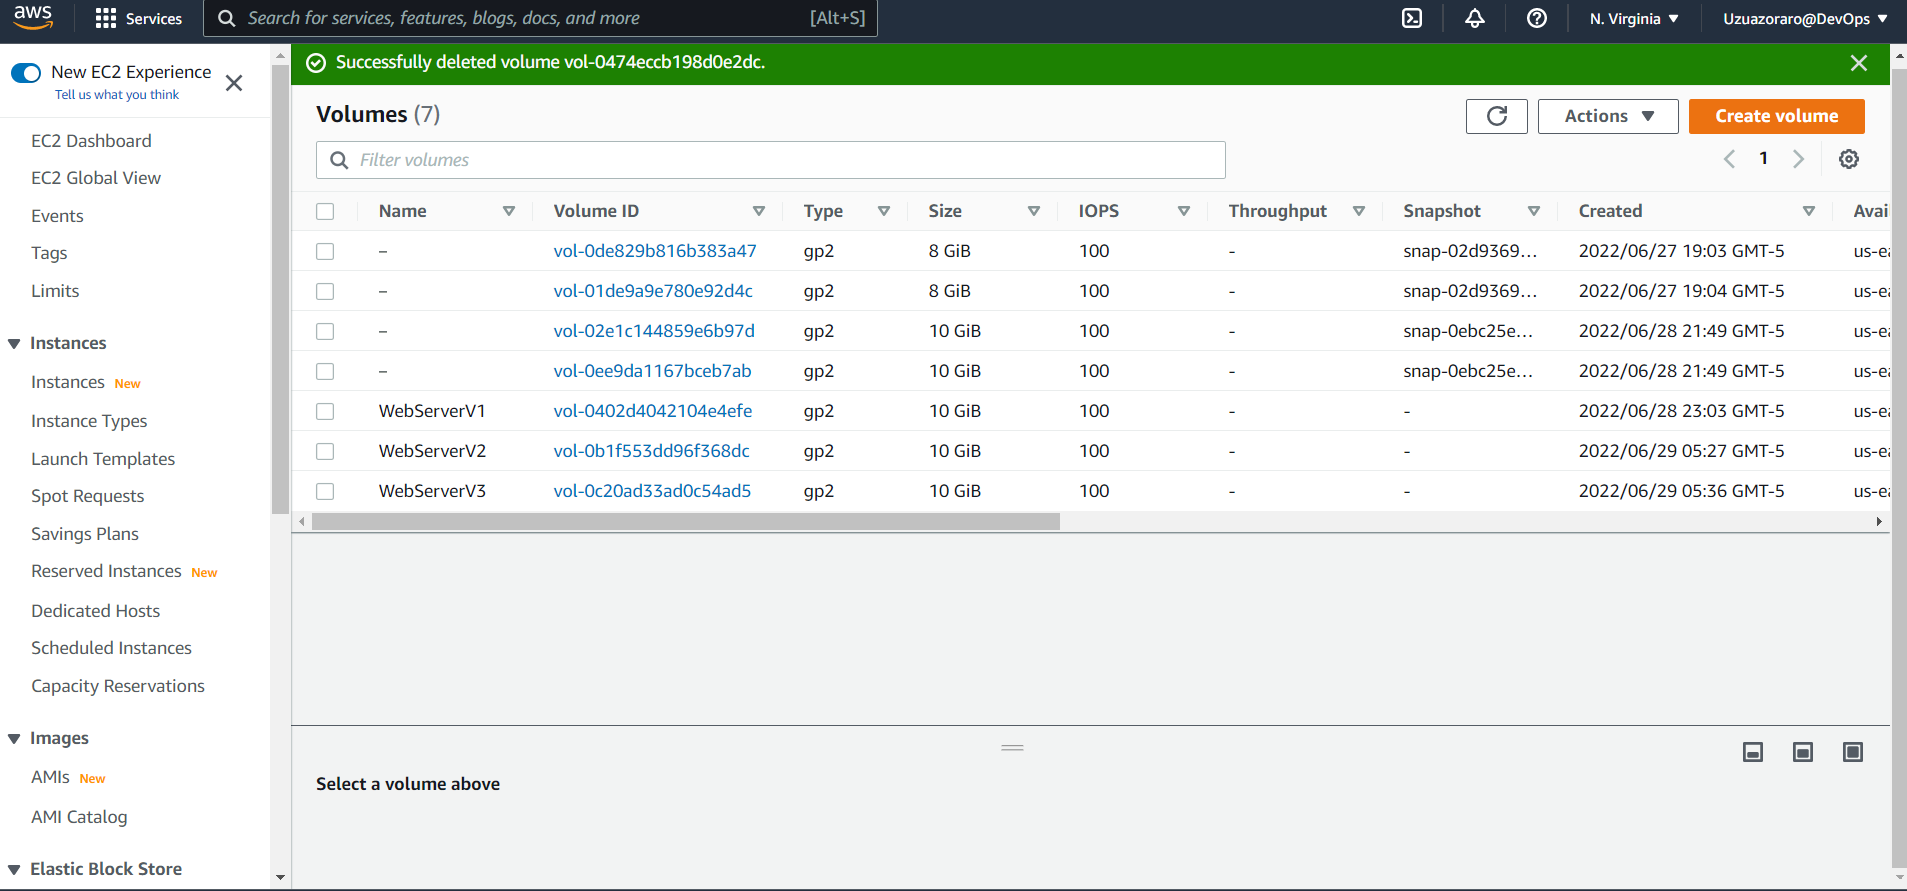 aws Services Search for services, features, blogs, docs, and more [Alt+S] N. Virginia Uzuazoraro@DevOps
New EC2 Experience
Tell us what you think
EC2 Dashboard
EC2 Global View
Events
Tags
Limits
Instances
Instances New
Instance Types
Launch Templates
Spot Requests
Savings Plans
Reserved Instances New
Dedicated Hosts
Scheduled Instances
Capacity Reservations
Images
AMIs New
AMI Catalog
Elastic Block Store
Successfully deleted volume vol-0474eccb198d0e2dc.
Volumes (7)
Actions
Create volume
Filter volumes
1
Name Volume ID Type Size IOPS Throughput Snapshot Created Avai
– vol-0de829b816b383a47 gp2 8 GiB 100 - snap-02d9369... 2022/06/27 19:03 GMT-5 us-ea
– vol-01de9a9e780e92d4c gp2 8 GiB 100 - snap-02d9369... 2022/06/27 19:04 GMT-5 us-ea
– vol-02e1c144859e6b97d gp2 10 GiB 100 - snap-0ebc25e... 2022/06/28 21:49 GMT-5 us-ea
– vol-0ee9da1167bceb7ab gp2 10 GiB 100 - snap-0ebc25e... 2022/06/28 21:49 GMT-5 us-ea
WebServerV1 vol-0402d4042104e4efe gp2 10 GiB 100 - - 2022/06/28 23:03 GMT-5 us-ea
WebServerV2 vol-0b1f553dd96f368dc gp2 10 GiB 100 - - 2022/06/29 05:27 GMT-5 us-ea
WebServerV3 vol-0c20ad33ad0c54ad5 gp2 10 GiB 100 - - 2022/06/29 05:36 GMT-5 us-ea
Select a volume above